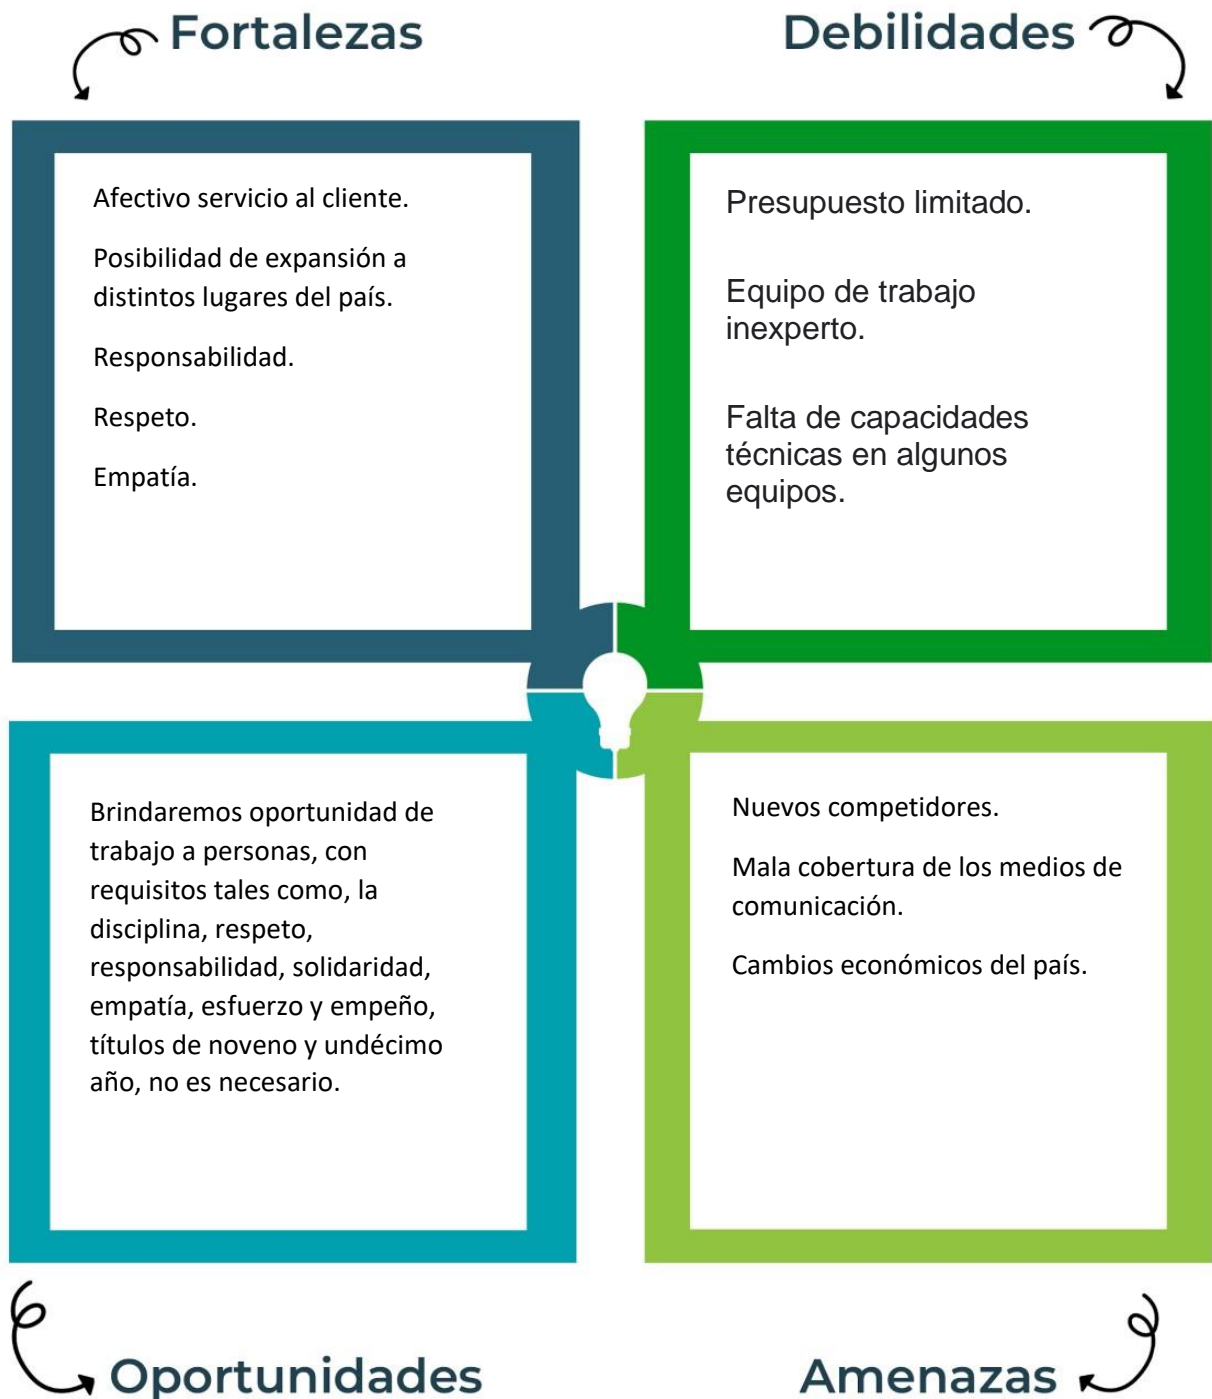 Fortalezas
Afectivo servicio al cliente.
Posibilidad de expansión a
distintos lugares del país.
Responsabilidad.
Respeto.
Empatía.
Debilidades
Presupuesto limitado.
Equipo de trabajo
inexperto.
Falta de capacidades
técnicas en algunos
equipos.
Brindaremos oportunidad de
trabajo a personas, con
requisitos tales como, la
disciplina, respeto,
responsabilidad, solidaridad,
empatía, esfuerzo y empeño,
títulos de noveno y undécimo
año, no es necesario.
Oportunidades
Nuevos competidores.
Mala cobertura de los medios de
comunicación.
Cambios económicos del país.
Amenazas